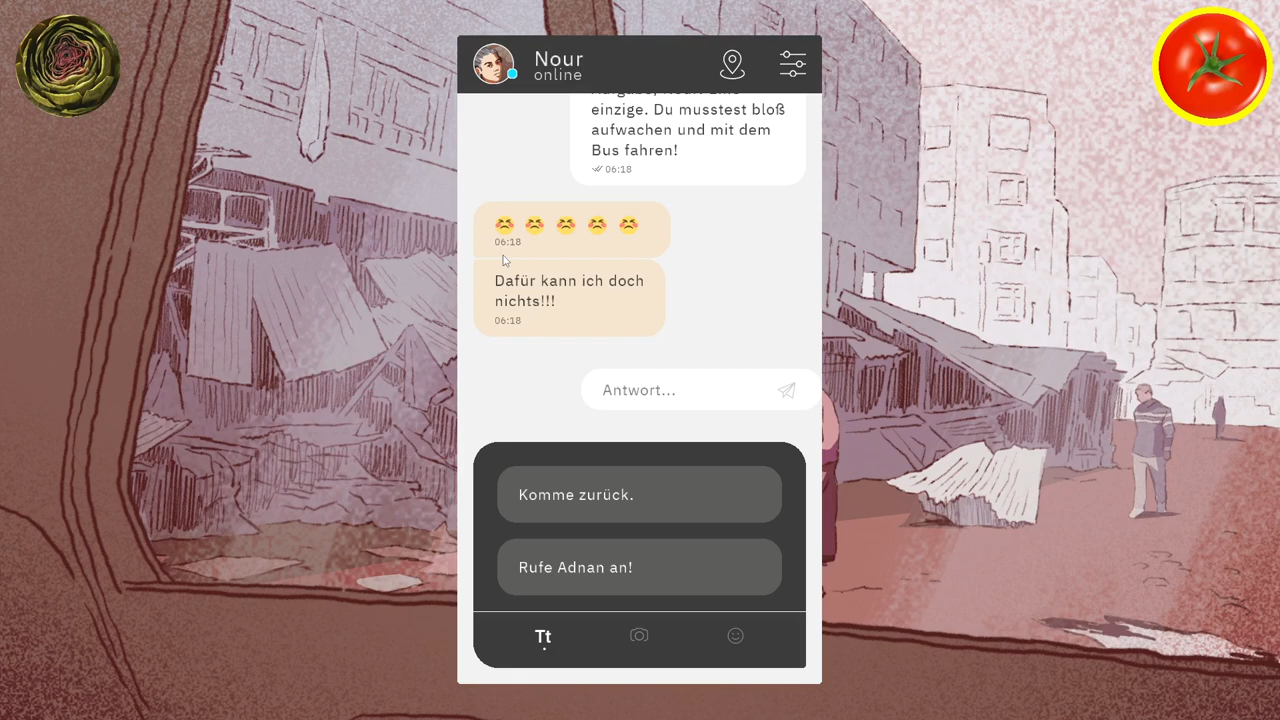 Nour
online
einzige. Du musstest bloß
aufwachen und mit dem
Bus fahren!
06:18
06:18
Dafür kann ich doch
nichts!!!
06:18
Antwort...
Komme zurück.
Rufe Adnan an!
Tt